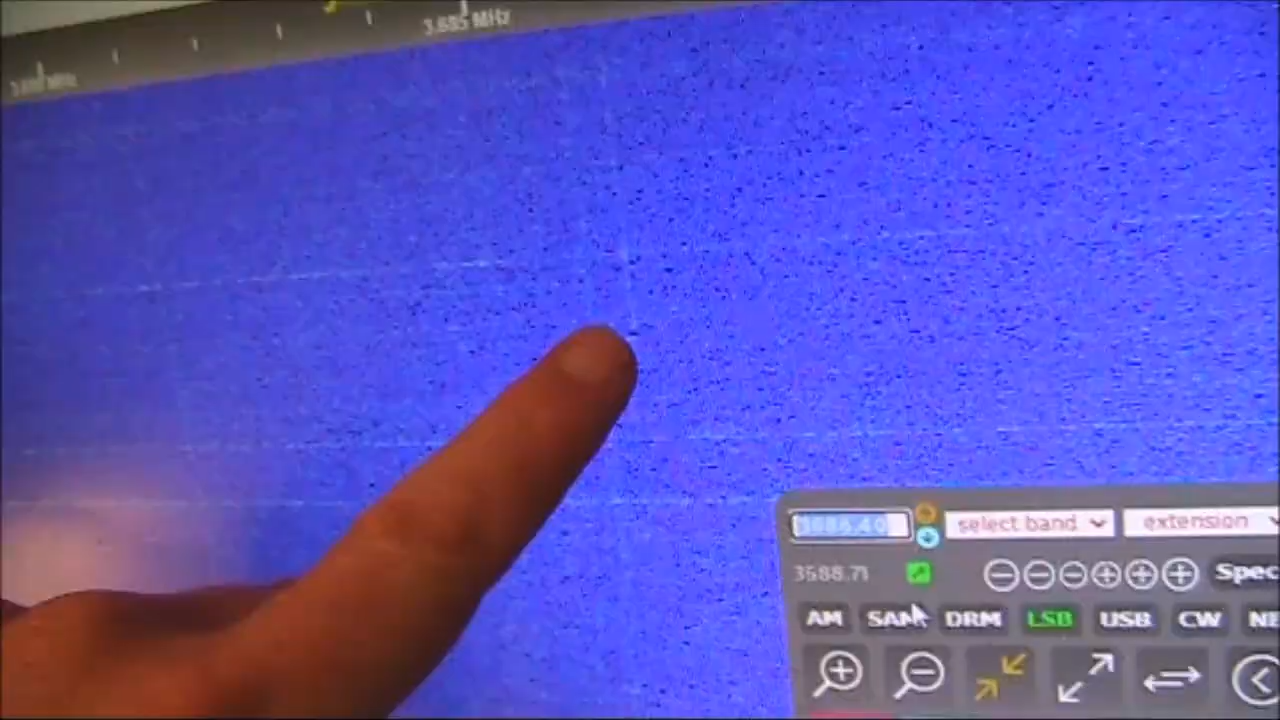 3.685 MHz
select band
extension
3588.71
Spec
AM SAM DRM LSB USB CW